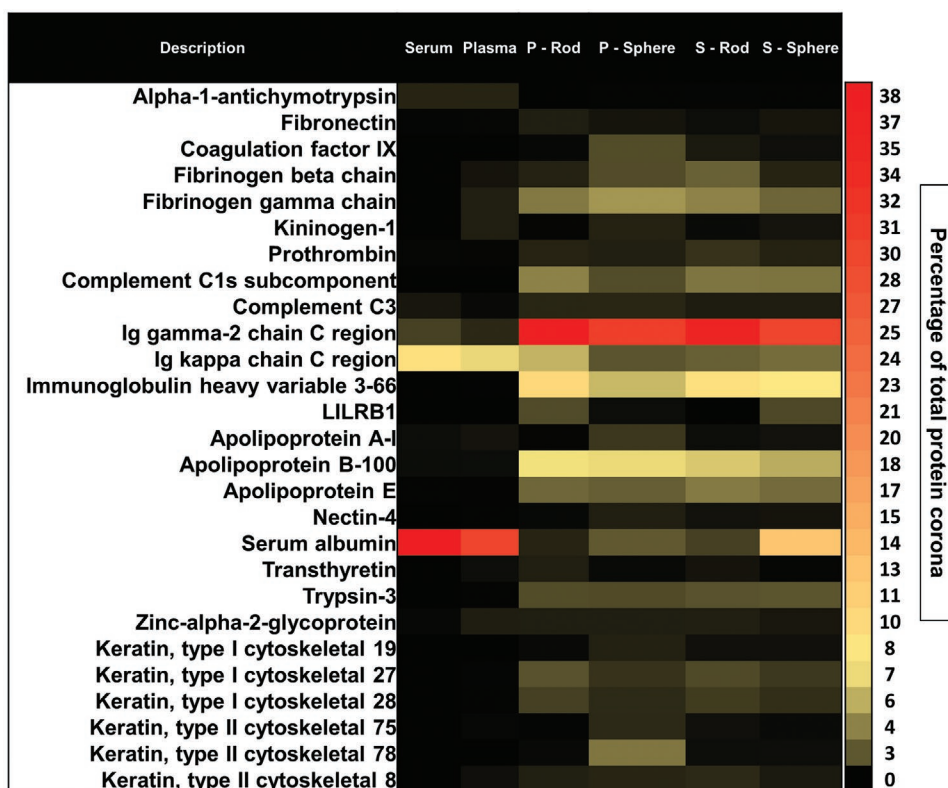 Description Serum Plasma P - Rod P - Sphere S - Rod S - Sphere
Alpha-1-antichymotrypsin
Fibronectin
Coagulation factor IX
Fibrinogen beta chain
Fibrinogen gamma chain
Kininogen-1
Prothrombin
Complement C1s subcomponent
Complement C3
Ig gamma-2 chain C region
Ig kappa chain C region
Immunoglobulin heavy variable 3-66
LILRB1
Apolipoprotein A-I
Apolipoprotein B-100
Apolipoprotein E
Nectin-4
Serum albumin
Transthyretin
Trypsin-3
Zinc-alpha-2-glycoprotein
Keratin, type I cytoskeletal 19
Keratin, type I cytoskeletal 27
Keratin, type I cytoskeletal 28
Keratin, type II cytoskeletal 75
Keratin, type II cytoskeletal 78
Keratin, type II cytoskeletal 8
38
37
35
34
32
31
30
28
27
25
24
23
21
20
18
17
15
14
13
11
10
8
7
6
4
3
0
Percentage of total protein corona